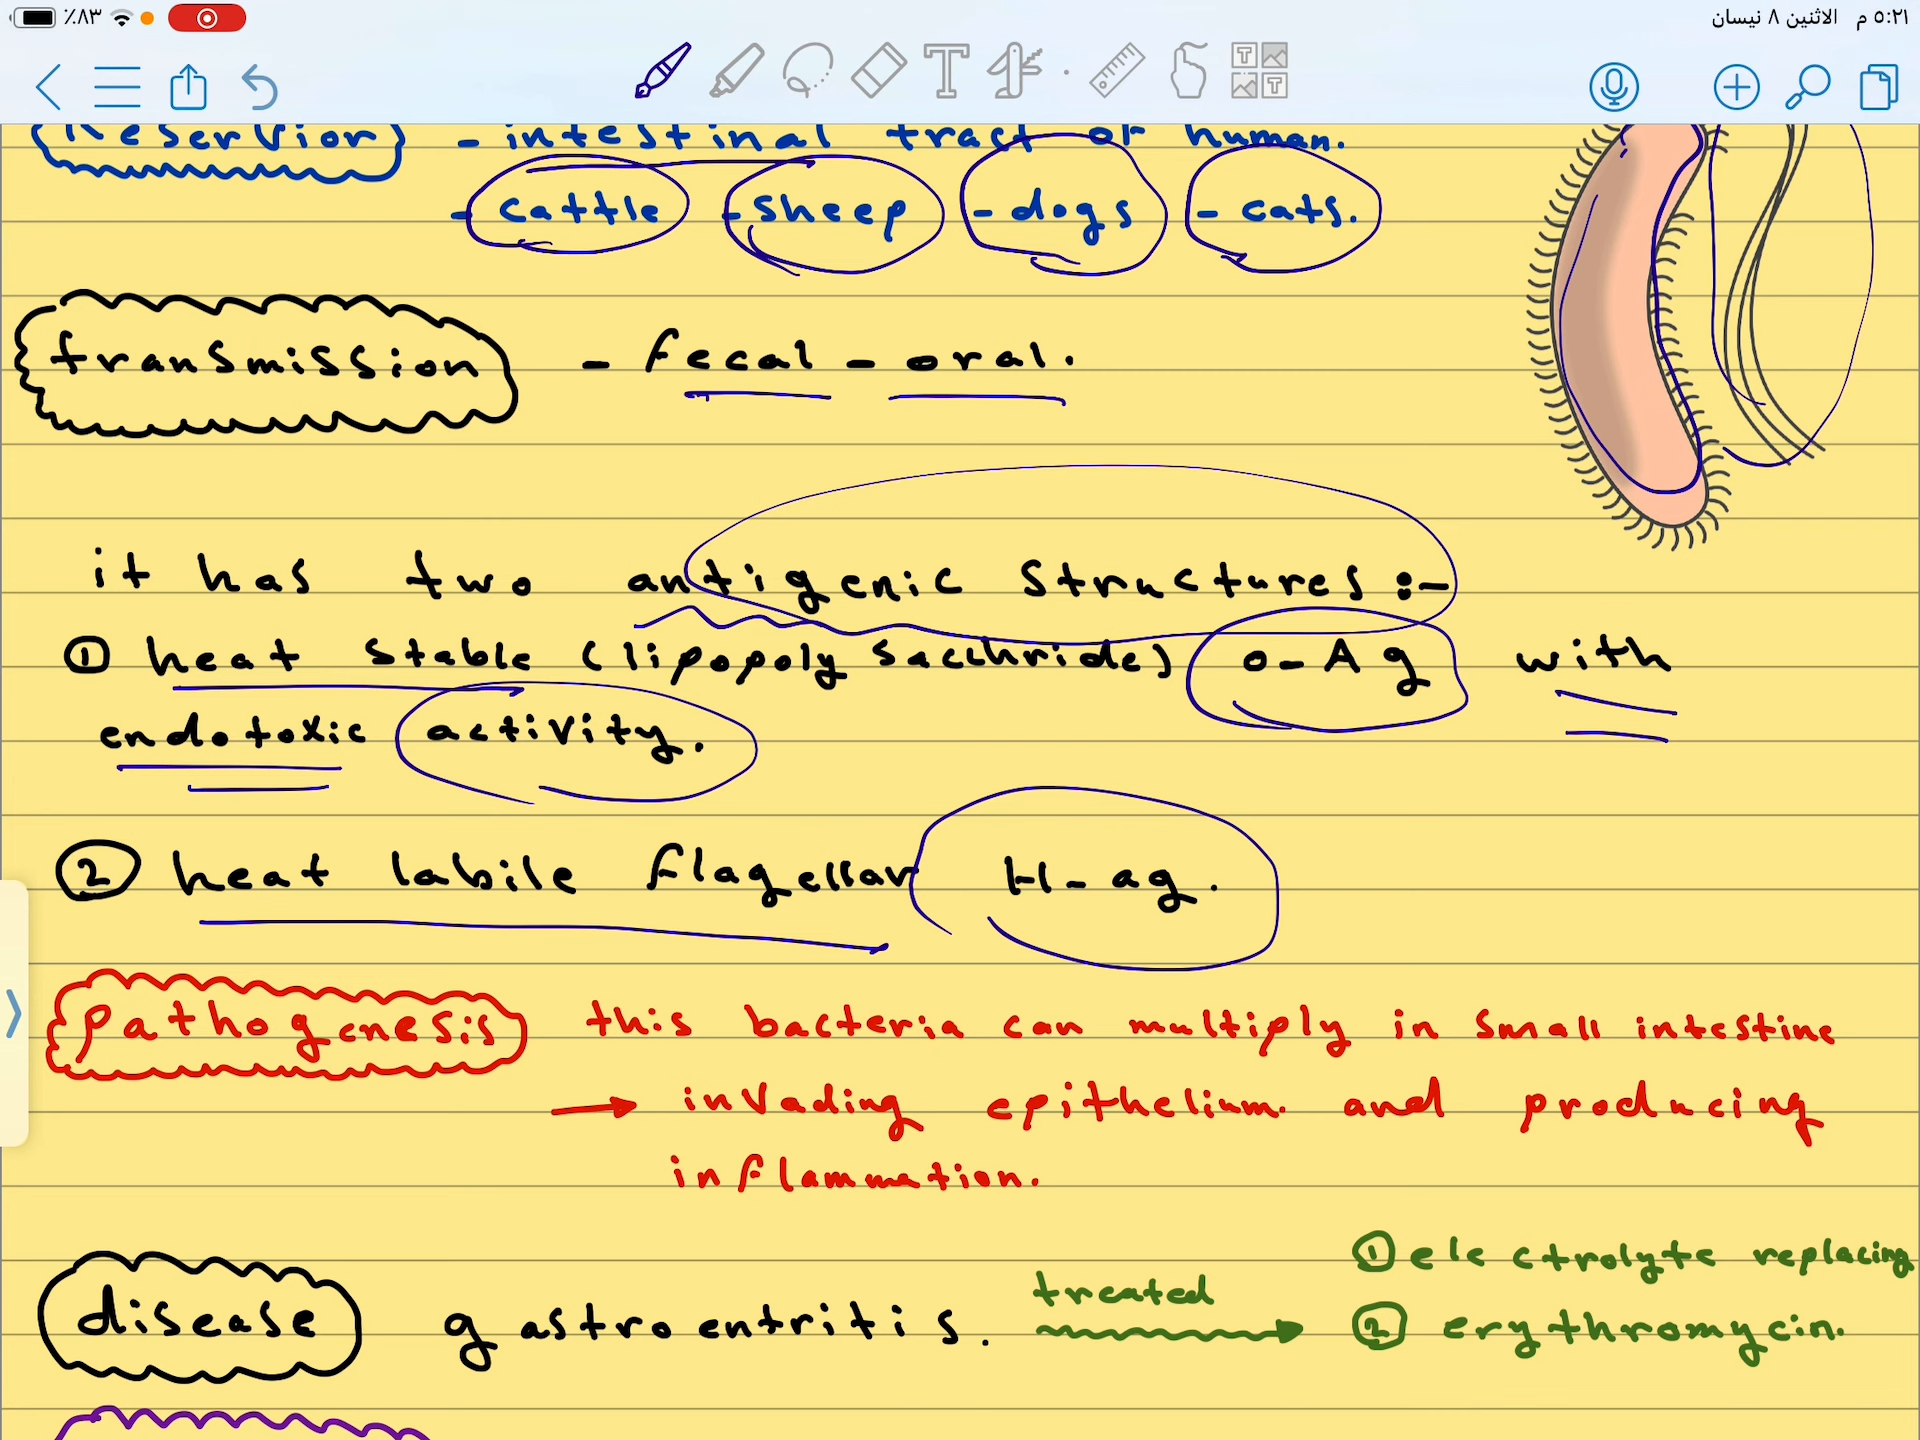 ٪٨٣
٥:٢١ م الاثنين ٨ نيسان
Reservior - intestinal tract of human.
- cattle - sheep - dogs - cats.
transmission - fecal - oral.
it has two antigenic structures :-
① heat stable (lipopoly sacchride) o-Ag with
endotoxic activity.
② heat labile flagellar H-ag.
pathogenesis this bacteria can multiply in small intestine
→ invading epithelium. and producing
inflammation.
disease gastroentritis. treated → ① electrolyte replacing
② erythromycin.